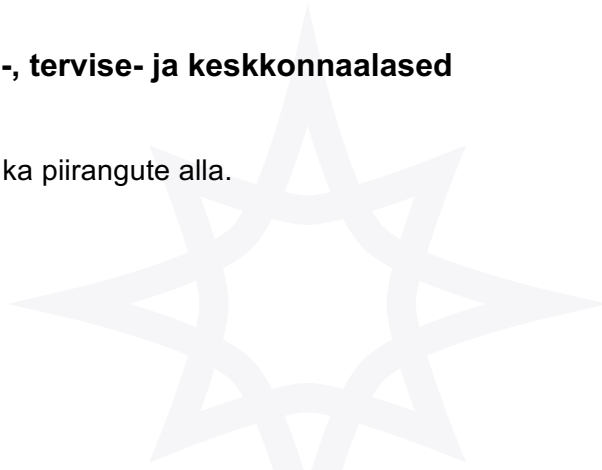 -, tervise- ja keskkonnaalased
ka piirangute alla.